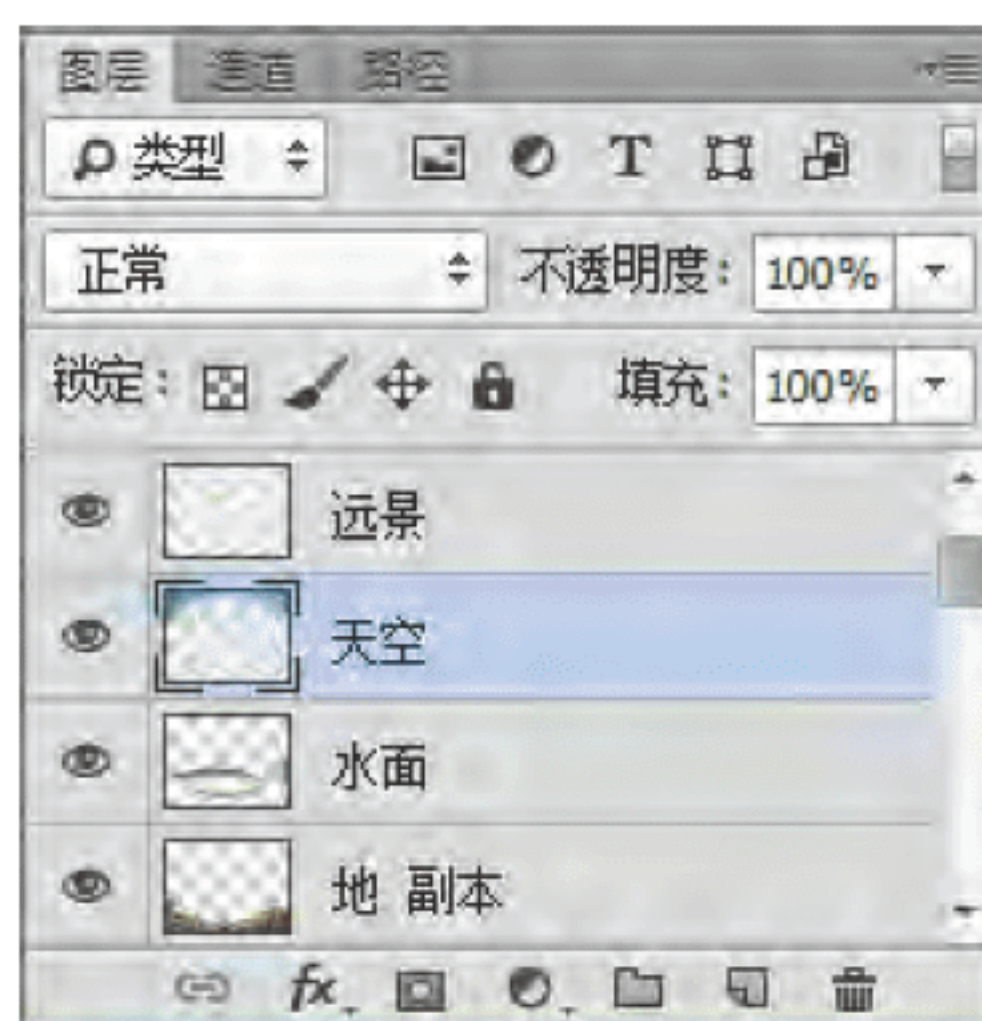 图层 通道 路径
类型 T
正常 不透明度: 100%
锁定: 填充: 100%
远景
天空
水面
地 副本
fx